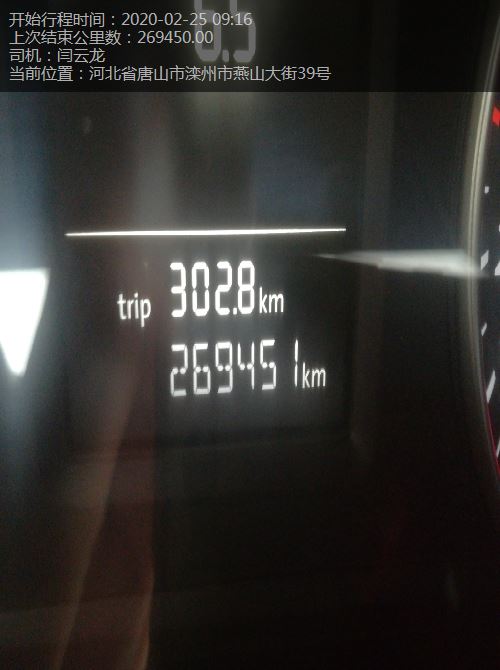 开始行程时间：2020-02-25 09:16
上次结束公里数：269450.00
司机：闫云龙
当前位置：河北省唐山市滦州市燕山大街39号
6.5
trip 302.8km
269451km